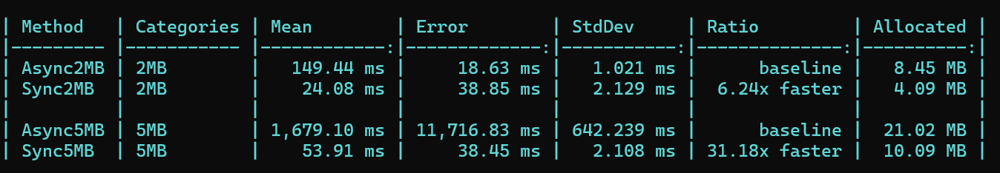 | Method    | Categories | Mean        | Error        | StdDev     | Ratio         | Allocated |
|---------- |----------- |------------:|-------------:|-----------:|--------------:|----------:|
| Async2MB | 2MB        |   149.44 ms |     18.63 ms |   1.021 ms |      baseline |   8.45 MB |
| Sync2MB  | 2MB        |    24.08 ms |     38.85 ms |   2.129 ms |  6.24x faster |   4.09 MB |
|          |            |             |              |            |               |           |
| Async5MB | 5MB        | 1,679.10 ms | 11,716.83 ms | 642.239 ms |      baseline |  21.02 MB |
| Sync5MB  | 5MB        |    53.91 ms |     38.45 ms |   2.108 ms | 31.18x faster |  10.09 MB |